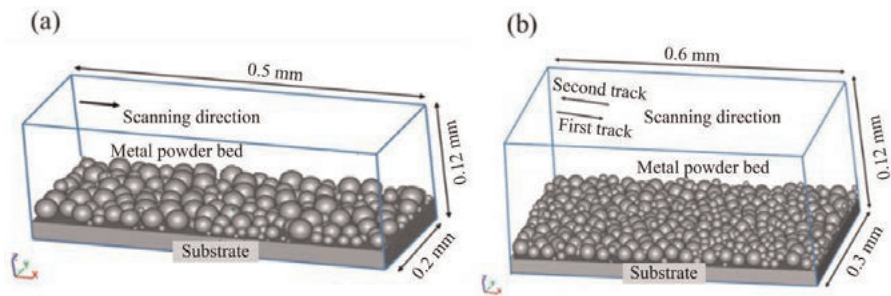 (a)
0.5 mm
Scanning direction
Metal powder bed
0.12 mm
0.2 mm
Substrate
(b)
0.6 mm
Second track
First track
Scanning direction
Metal powder bed
0.12 mm
0.3 mm
Substrate